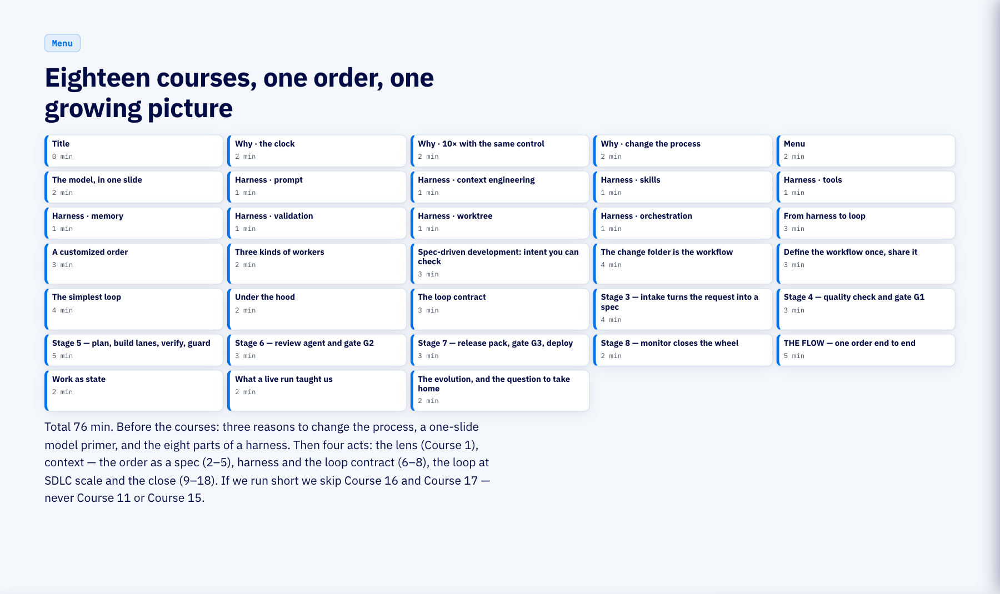 Menu
Eighteen courses, one order, one
growing picture
Title
0 min
Why · the clock
2 min
Why · 10× with the same control
2 min
Why · change the process
2 min
Menu
2 min
The model, in one slide
2 min
Harness · prompt
1 min
Harness · context engineering
1 min
Harness · skills
1 min
Harness · tools
1 min
Harness · memory
1 min
Harness · validation
1 min
Harness · worktree
1 min
Harness · orchestration
1 min
From harness to loop
3 min
A customized order
3 min
Three kinds of workers
2 min
Spec-driven development: intent you can
check
3 min
The change folder is the workflow
4 min
Define the workflow once, share it
3 min
The simplest loop
4 min
Under the hood
2 min
The loop contract
3 min
Stage 3 — intake turns the request into a
spec
4 min
Stage 4 — quality check and gate G1
3 min
Stage 5 — plan, build lanes, verify, guard
5 min
Stage 6 — review agent and gate G2
3 min
Stage 7 — release pack, gate G3, deploy
3 min
Stage 8 — monitor closes the wheel
2 min
THE FLOW — one order end to end
5 min
Work as state
2 min
What a live run taught us
2 min
The evolution, and the question to take
home
2 min
Total 76 min. Before the courses: three reasons to change the process, a one-slide
model primer, and the eight parts of a harness. Then four acts: the lens (Course 1),
context — the order as a spec (2–5), harness and the loop contract (6–8), the loop at
SDLC scale and the close (9–18). If we run short we skip Course 16 and Course 17 —
never Course 11 or Course 15.